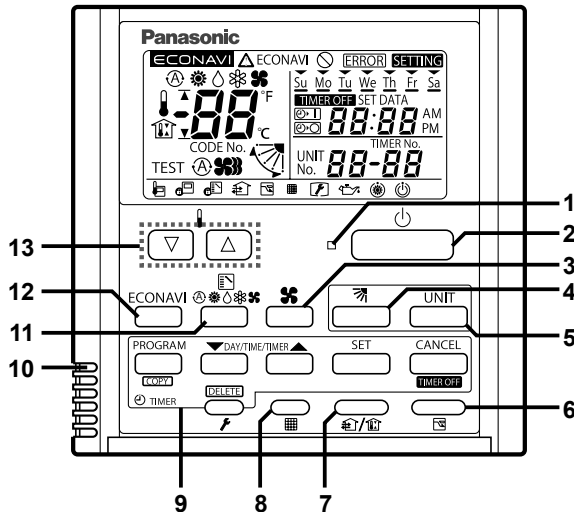 Panasonic
ECONAVI ECONAVI ERROR SETTING
A
Su Mo Tu We Th Fr Sa
TIMER OFF SET DATA
-88 °F °C
88:88 AM PM
CODE No.
TIMER No.
TEST A
UNIT No. 88-88
1
2
13
3
ECONAVI A
UNIT
12
4
11
5
PROGRAM DAY/TIME/TIMER SET CANCEL
10
COPY TIMER OFF
TIMER DELETE
6
9 8 7